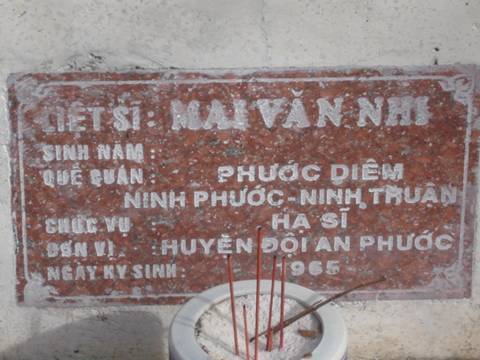 LIỆT SĨ: MAI VĂN NHI
SINH NĂM :
QUÊ QUÁN : PHƯỚC DIÊM
NINH PHƯỚC-NINH THUẬN
CHỨC VỤ HẠ SĨ
ĐƠN VỊ : HUYỆN ĐỘI AN PHƯỚC
NGÀY HY SINH : 1965